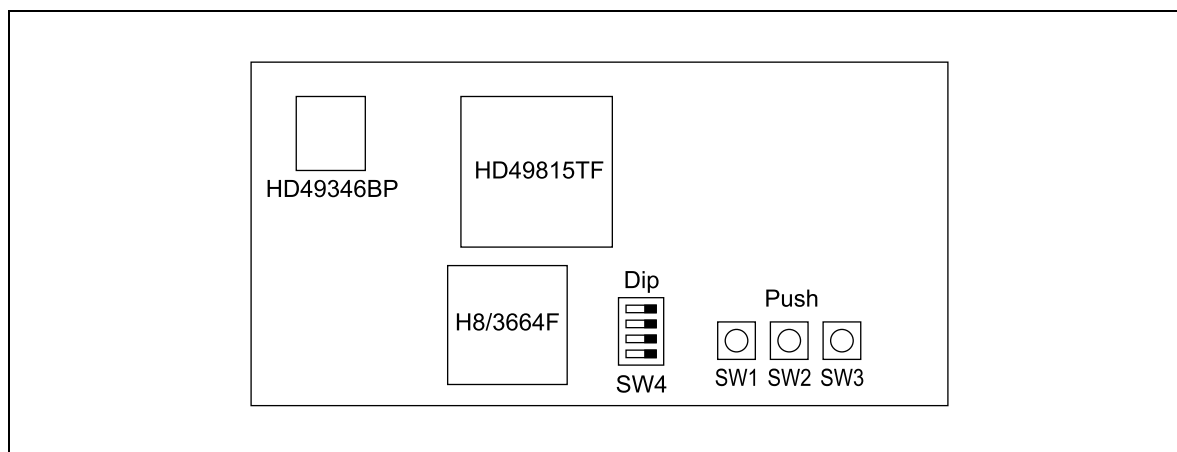 HD49346BP
HD49815TF
H8/3664F
Dip
SW4
Push
SW1 SW2 SW3